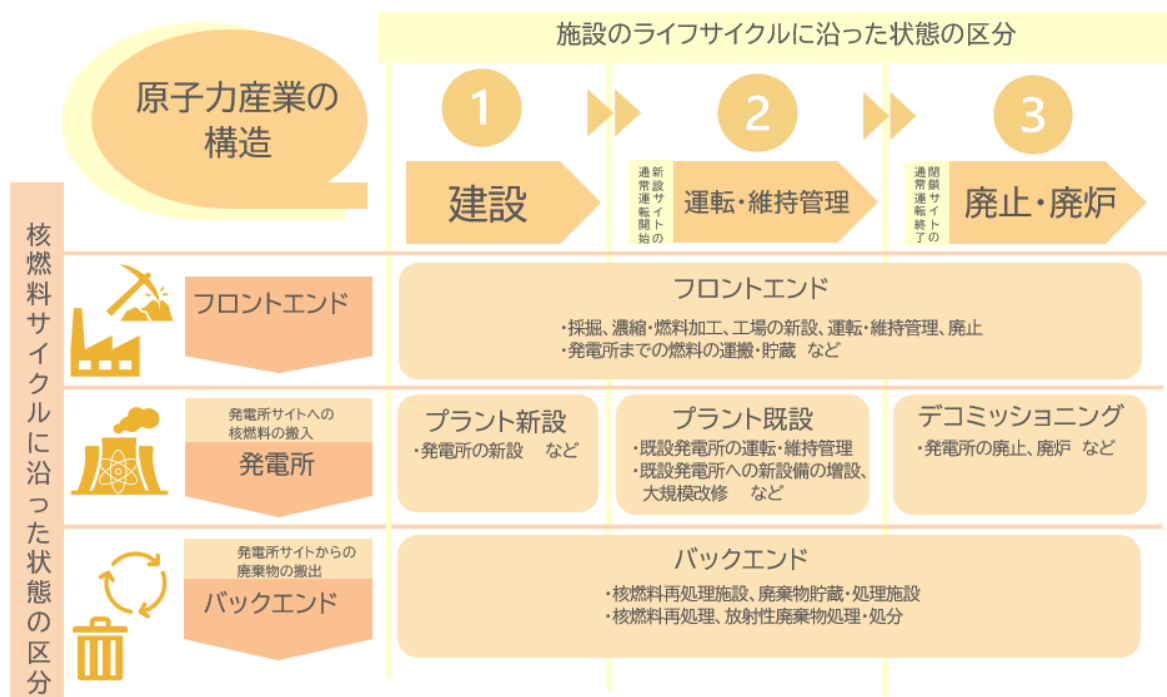 施設のライフサイクルに沿った状態の区分
原子力産業の
構造
1
2
3
建設
新設サイトの
通常運転開始
運転・維持管理
閉鎖サイトの
通常運転終了
廃止・廃炉
核燃料サイクルに沿った状態の区分
フロントエンド
フロントエンド
・採掘、濃縮・燃料加工、工場の新設、運転・維持管理、廃止
・発電所までの燃料の運搬・貯蔵 など
発電所サイトへの
核燃料の搬入
発電所
プラント新設
・発電所の新設 など
プラント既設
・既設発電所の運転・維持管理
・既設発電所への新設備の増設、
大規模改修 など
デコミッショニング
・発電所の廃止、廃炉 など
発電所サイトからの
廃棄物の搬出
バックエンド
バックエンド
・核燃料再処理施設、廃棄物貯蔵・処理施設
・核燃料再処理、放射性廃棄物処理・処分